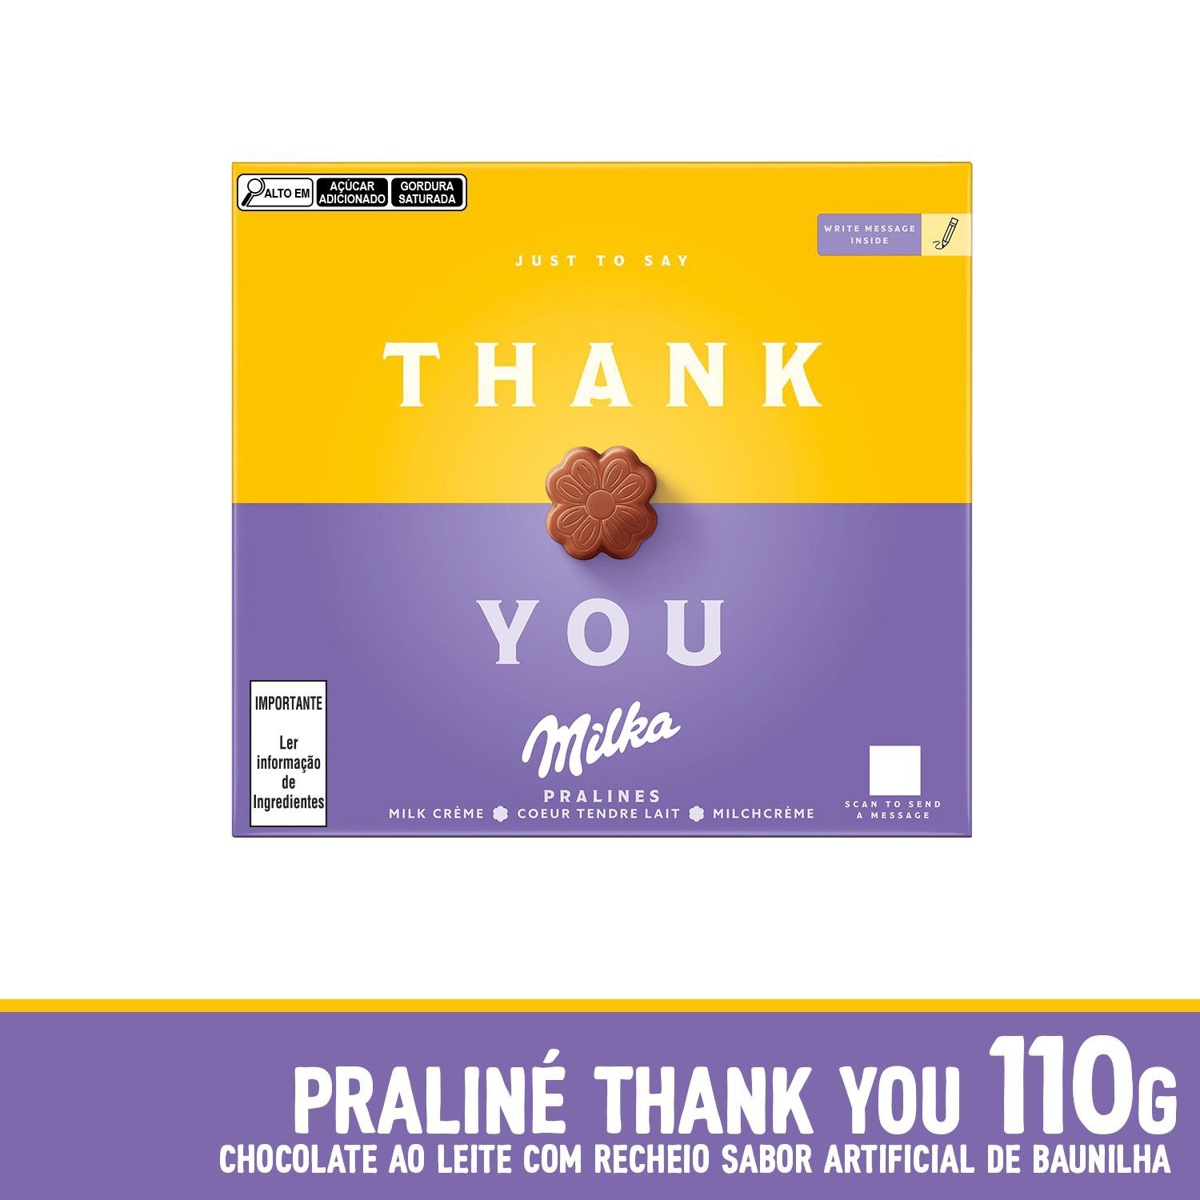 ALTO EM
AÇÚCAR
ADICIONADO
GORDURA
SATURADA
WRITE MESSAGE
INSIDE
JUST TO SAY
THANK
YOU
IMPORTANTE
Ler
informação
de
Ingredientes
Milka
PRALINES
MILK CRÈME COEUR TENDRE LAIT MILCHCRÈME
SCAN TO SEND
A MESSAGE
PRALINÉ THANK YOU 110G
CHOCOLATE AO LEITE COM RECHEIO SABOR ARTIFICIAL DE BAUNILHA